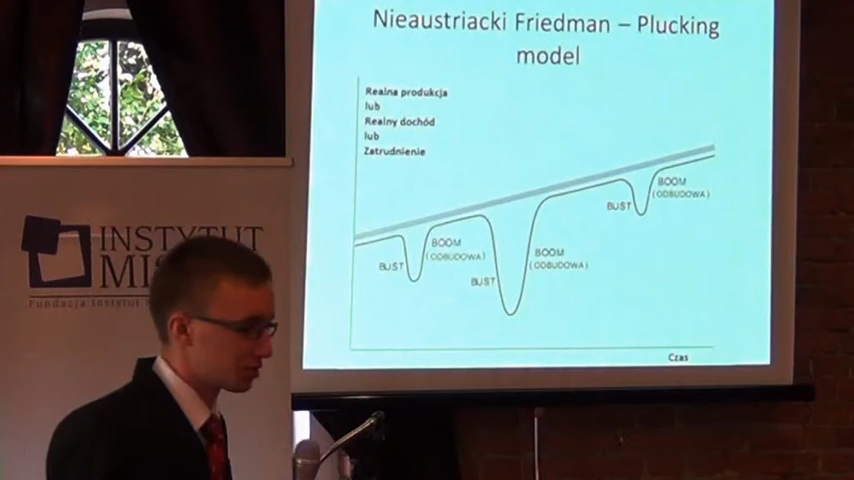 Nieaustriacki Friedman – Plucking
model
Realna produkcja
lub
Realny dochód
lub
Zatrudnienie
BOOM
(ODBUDOWA)
BUST
BOOM
(ODBUDOWA)
BUST
BOOM
(ODBUDOWA)
BUST
Czas
INSTYTUT
Fundacja Instytut